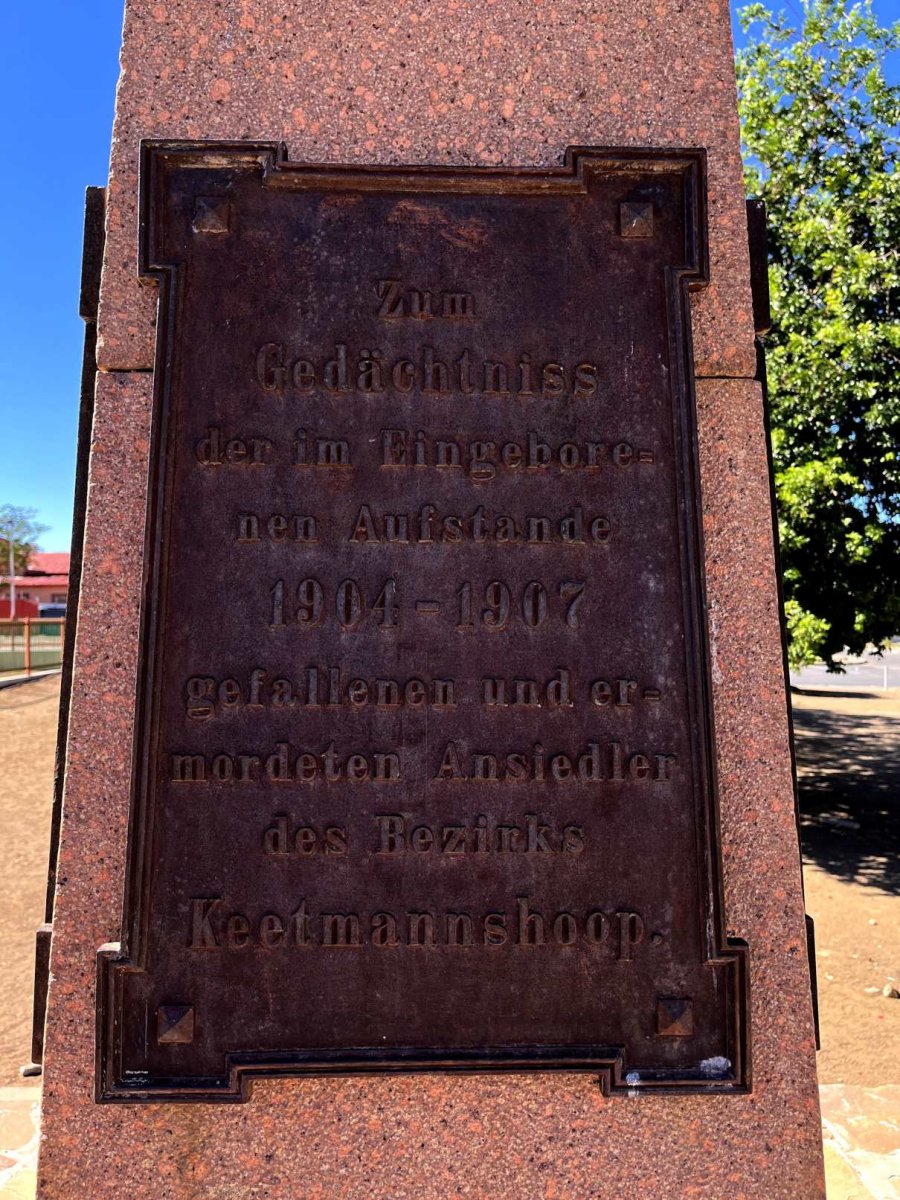 Zum
Gedächtniss
der im Eingebore-
nen Aufstande
1904-1907
gefallenen und er-
mordeten Ansiedler
des Bezirks
Keetmannshoop.